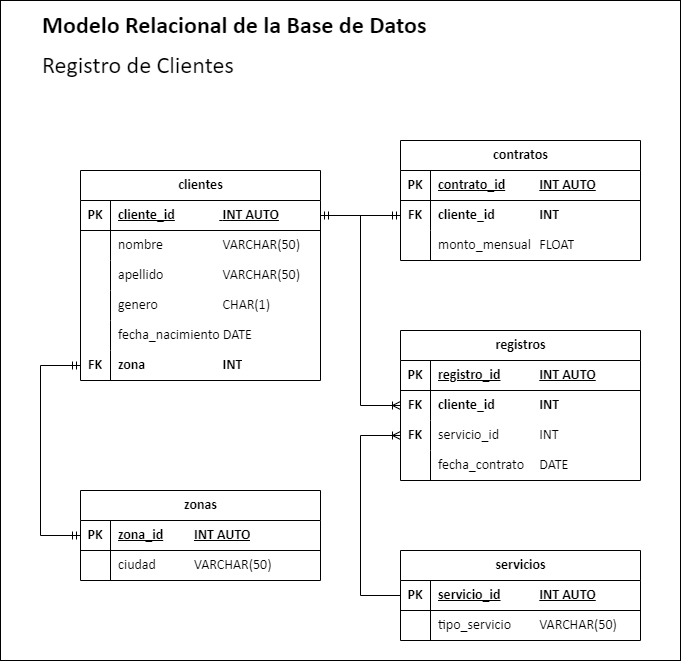 Modelo Relacional de la Base de Datos
Registro de Clientes
clientes
PK cliente_id INT AUTO
nombre VARCHAR(50)
apellido VARCHAR(50)
genero CHAR(1)
fecha_nacimiento DATE
FK zona INT
zonas
PK zona_id INT AUTO
ciudad VARCHAR(50)
contratos
PK contrato_id INT AUTO
FK cliente_id INT
monto_mensual FLOAT
registros
PK registro_id INT AUTO
FK cliente_id INT
FK servicio_id INT
fecha_contrato DATE
servicios
PK servicio_id INT AUTO
tipo_servicio VARCHAR(50)